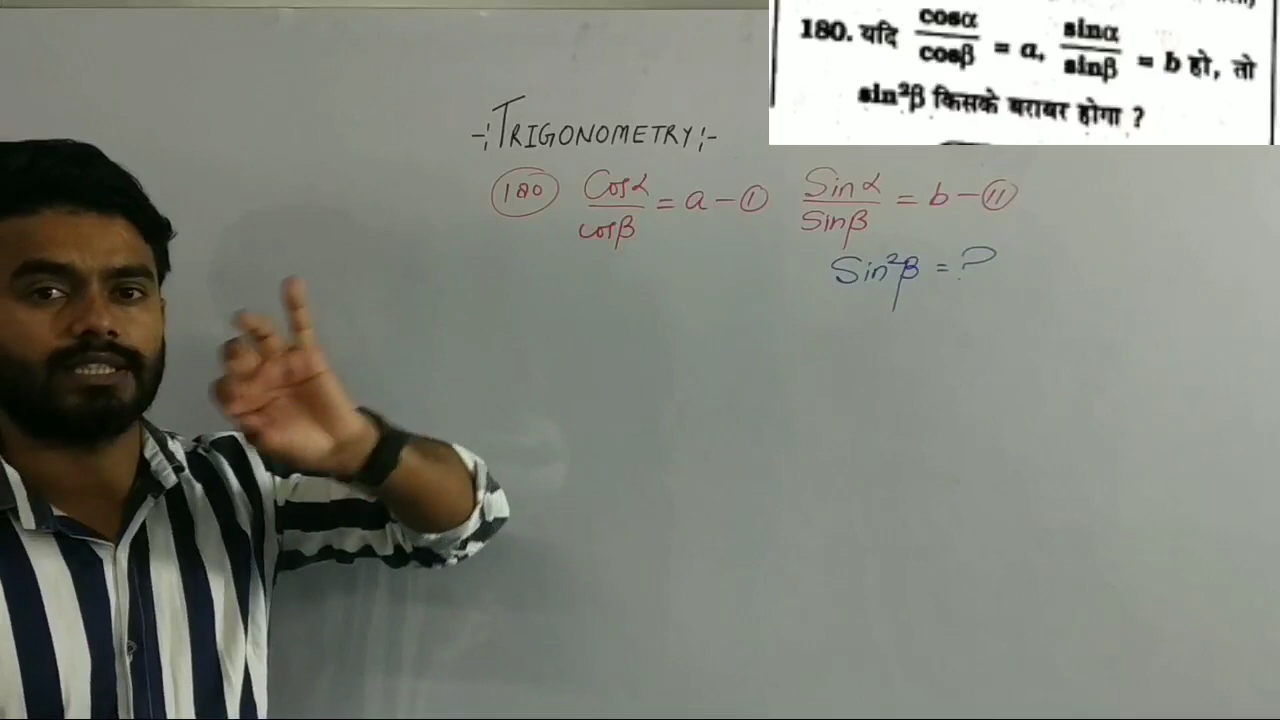 180. यदि cosα/cosβ = a, sinα/sinβ = b हो, तो
sin²β किसके बराबर होगा ?
-:TRIGONOMETRY:-
180 Cosα/cosβ = a - ① Sinα/Sinβ = b - ⑪
Sin²β = ?